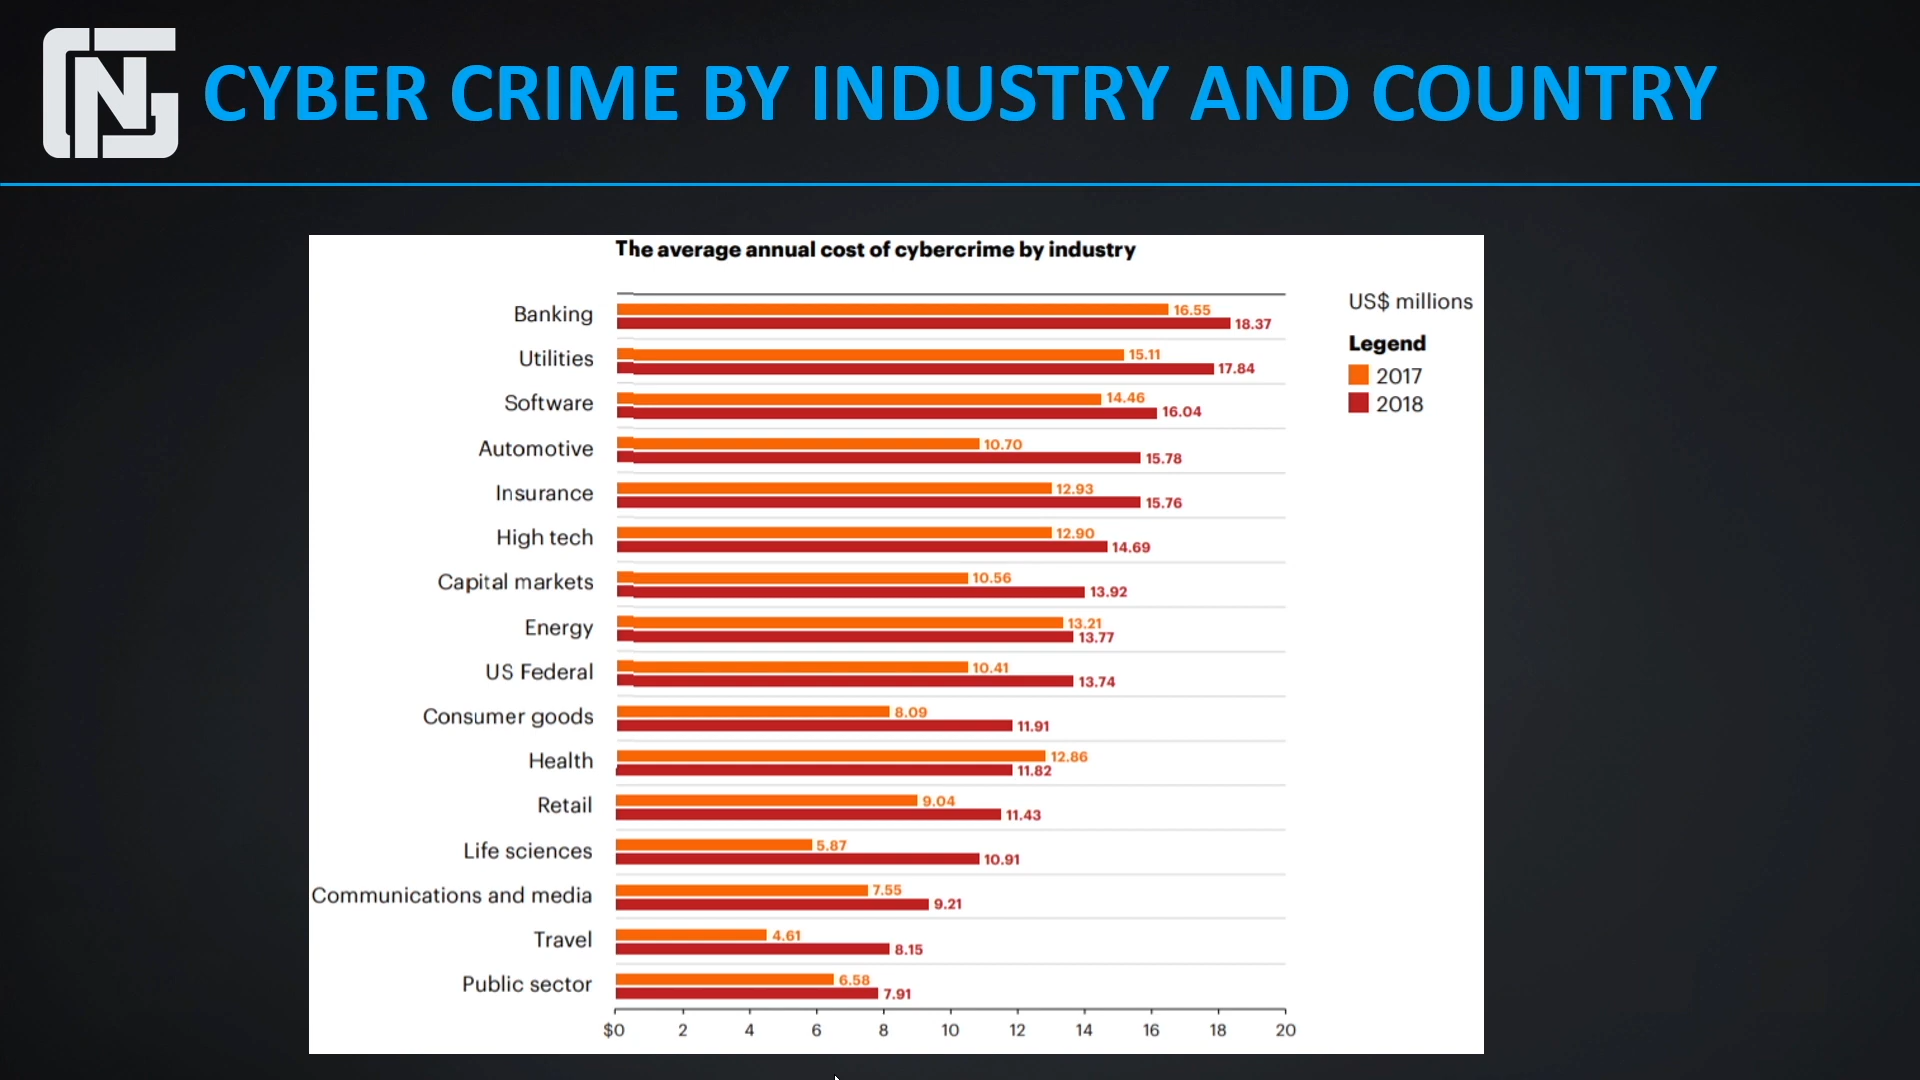 CYBER CRIME BY INDUSTRY AND COUNTRY
The average annual cost of cybercrime by industry
US$ millions
Legend
2017
2018
Banking
16.55
18.37
Utilities
15.11
17.84
Software
14.46
16.04
Automotive
10.70
15.78
Insurance
12.93
15.76
High tech
12.90
14.69
Capital markets
10.56
13.92
Energy
13.21
13.77
US Federal
10.41
13.74
Consumer goods
8.09
11.91
Health
12.86
11.82
Retail
9.04
11.43
Life sciences
5.87
10.91
Communications and media
7.55
9.21
Travel
4.61
8.15
Public sector
6.58
7.91
$0 2 4 6 8 10 12 14 16 18 20